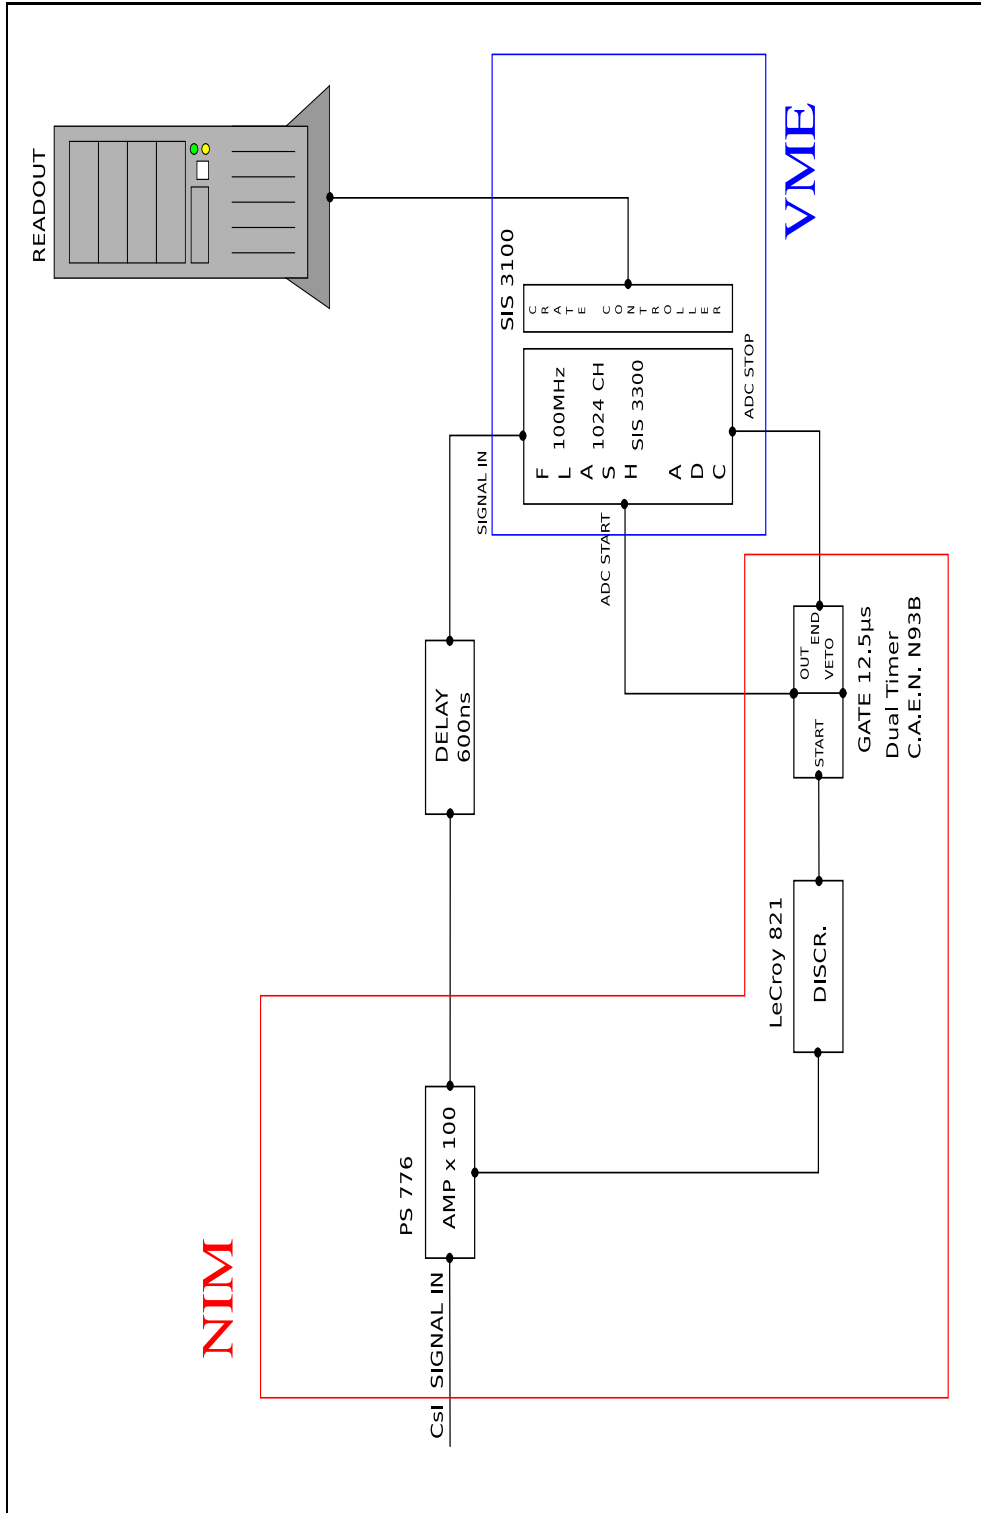 READOUT
VME
SIS 3100
CRATE CONTROLLER
FLASH ADC
100MHz
1024 CH
SIS 3300
SIGNAL IN
ADC START
ADC STOP
DELAY
600ns
OUT
END
VETO
START
GATE 12.5µs
Dual Timer
C.A.E.N. N93B
LeCroy 821
DISCR.
PS 776
AMP x 100
NIM
CsI SIGNAL IN